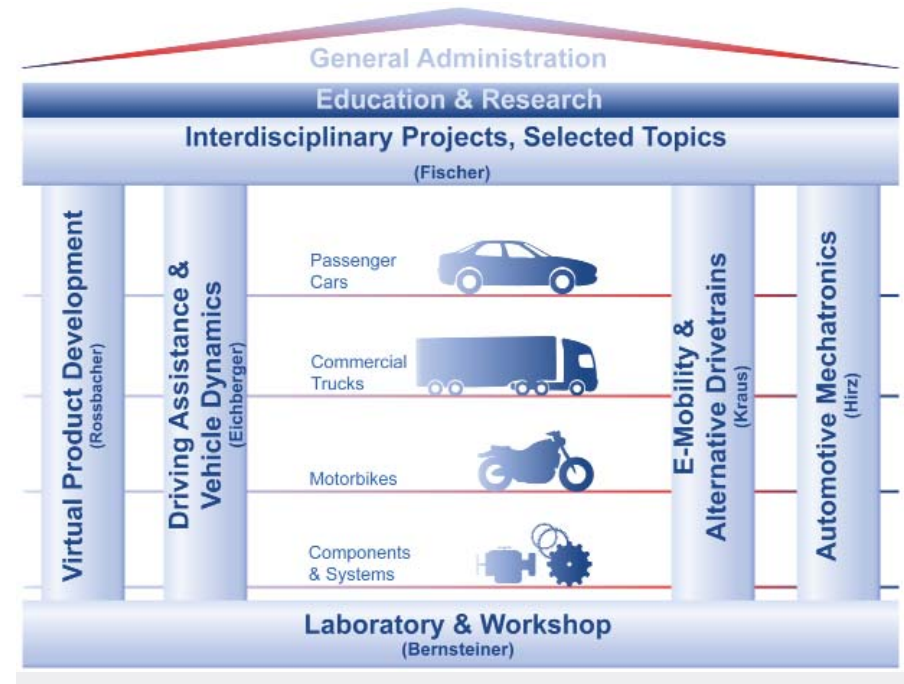 General Administration
Education & Research
Interdisciplinary Projects, Selected Topics
(Fischer)
Virtual Product Development
(Rossbacher)
Driving Assistance &
Vehicle Dynamics
(Eichberger)
Passenger
Cars
Commercial
Trucks
Motorbikes
Components
& Systems
E-Mobility &
Alternative Drivetrains
(Kraus)
Automotive Mechatronics
(Hirz)
Laboratory & Workshop
(Bernsteiner)